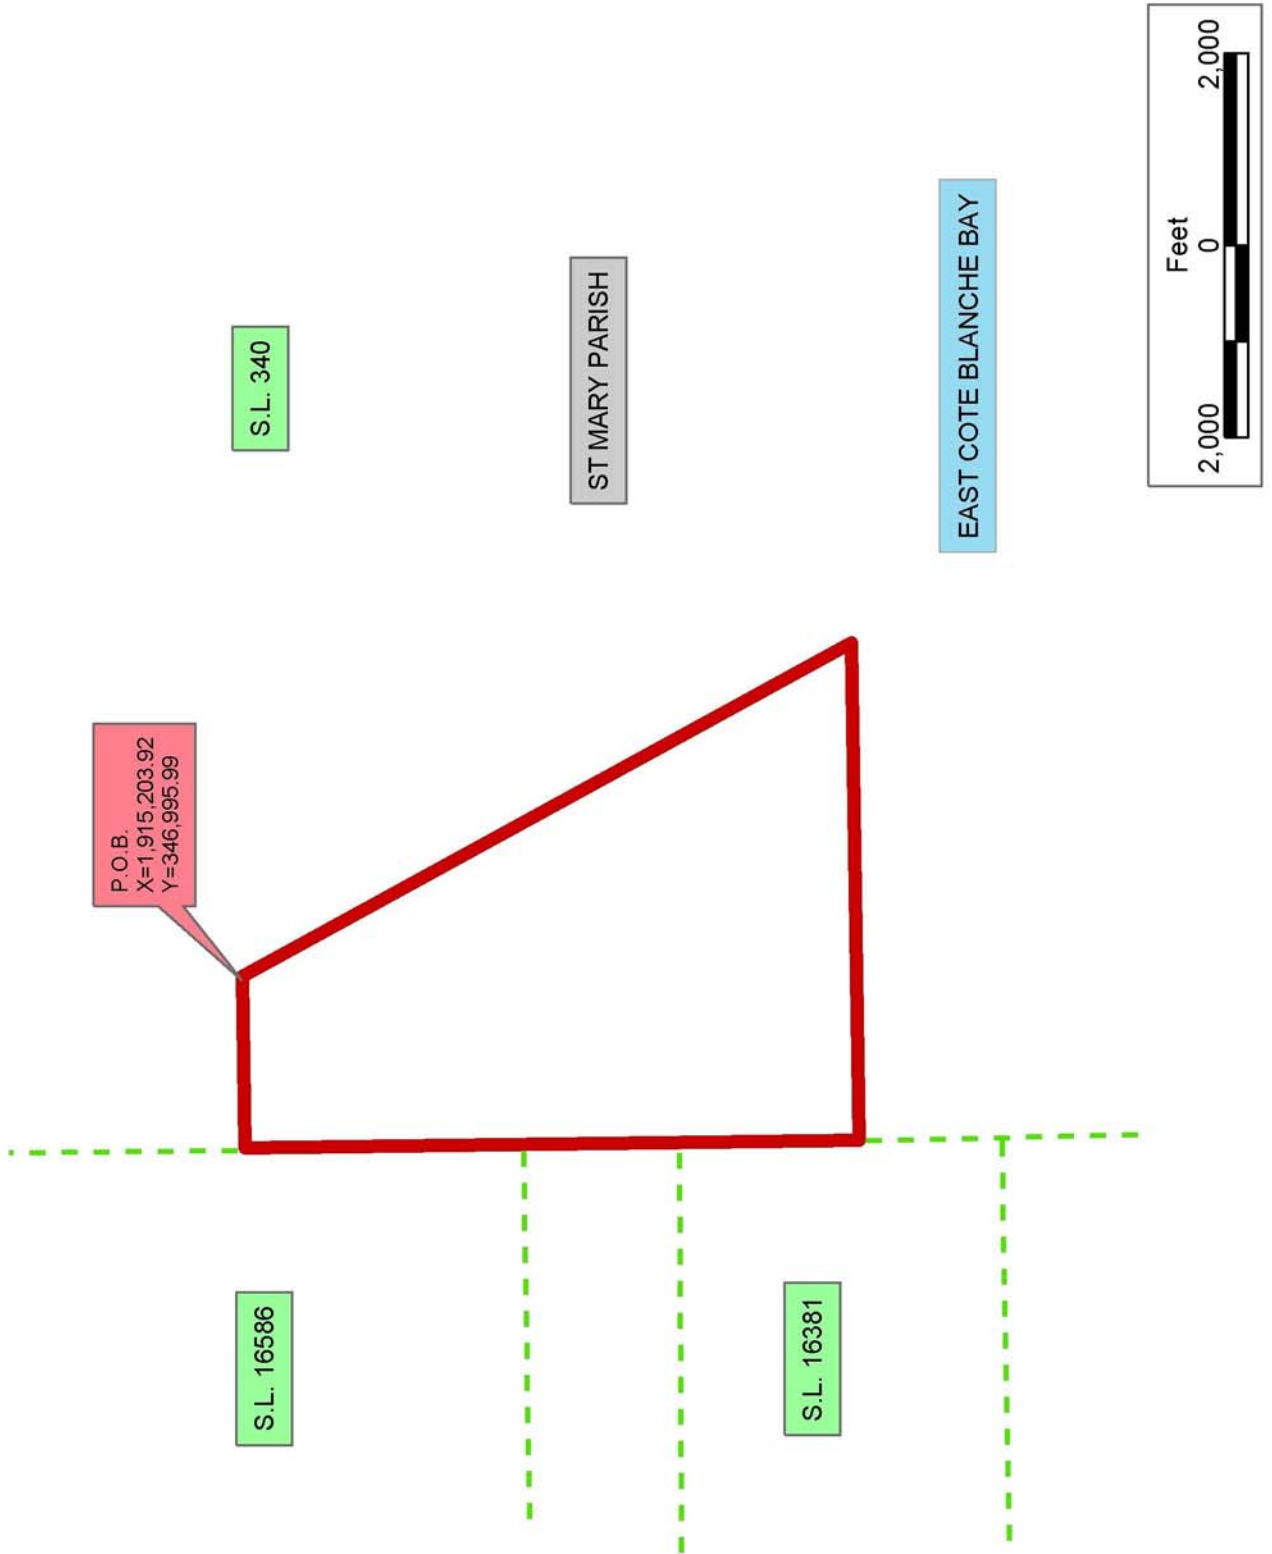 P.O.B.
X=1,915,203.92
Y=346,995.99
S.L. 16586
S.L. 340
ST MARY PARISH
S.L. 16381
EAST COTE BLANCHE BAY
Feet
2,000 0 2,000